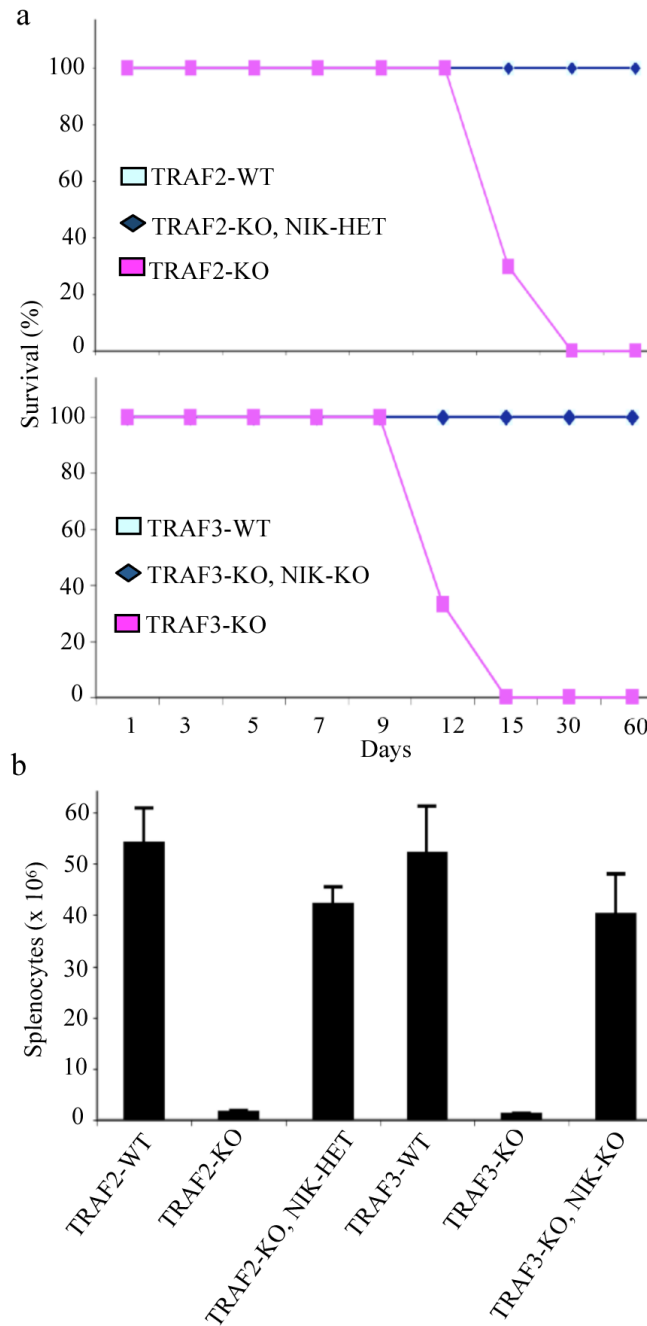 a
Survival (%)
100
80
60
40
20
0
TRAF2-WT
TRAF2-KO, NIK-HET
TRAF2-KO
100
80
60
40
20
0
TRAF3-WT
TRAF3-KO, NIK-KO
TRAF3-KO
1 3 5 7 9 12 15 30 60
Days
b
Splenocytes (x 10⁶)
60
50
40
30
20
10
0
TRAF2-WT
TRAF2-KO
TRAF2-KO, NIK-HET
TRAF3-WT
TRAF3-KO
TRAF3-KO, NIK-KO